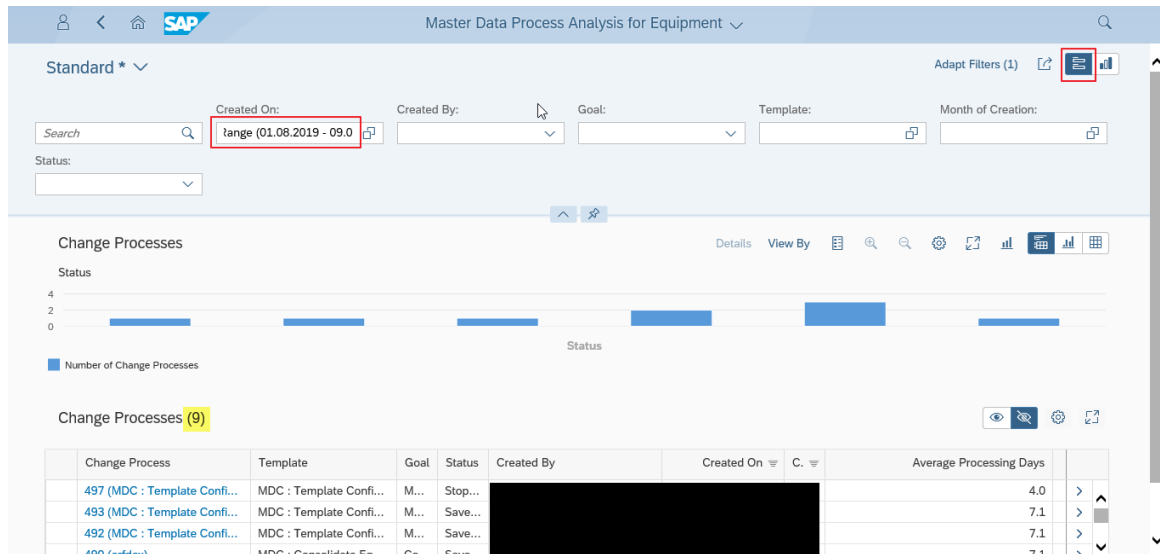 SAP
Master Data Process Analysis for Equipment
Standard *
Adapt Filters (1)
Created On:
Created By:
Goal:
Template:
Month of Creation:
Search
Range (01.08.2019 - 09.0
Status:
Change Processes
Details
View By
Status
4
2
0
Status
Number of Change Processes
Change Processes (9)
Change Process Template Goal Status Created By Created On C. Average Processing Days
497 (MDC : Template Confi... MDC : Template Confi... M... Stop... 4.0
493 (MDC : Template Confi... MDC : Template Confi... M... Save... 7.1
492 (MDC : Template Confi... MDC : Template Confi... M... Save... 7.1